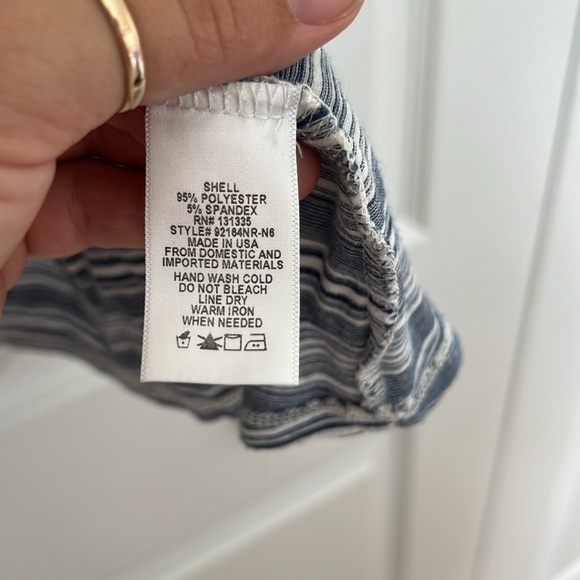 SHELL
95% POLYESTER
5% SPANDEX
RN# 131335
STYLE# 92164NR-N6
MADE IN USA
FROM DOMESTIC AND
IMPORTED MATERIALS
HAND WASH COLD
DO NOT BLEACH
LINE DRY
WARM IRON
WHEN NEEDED